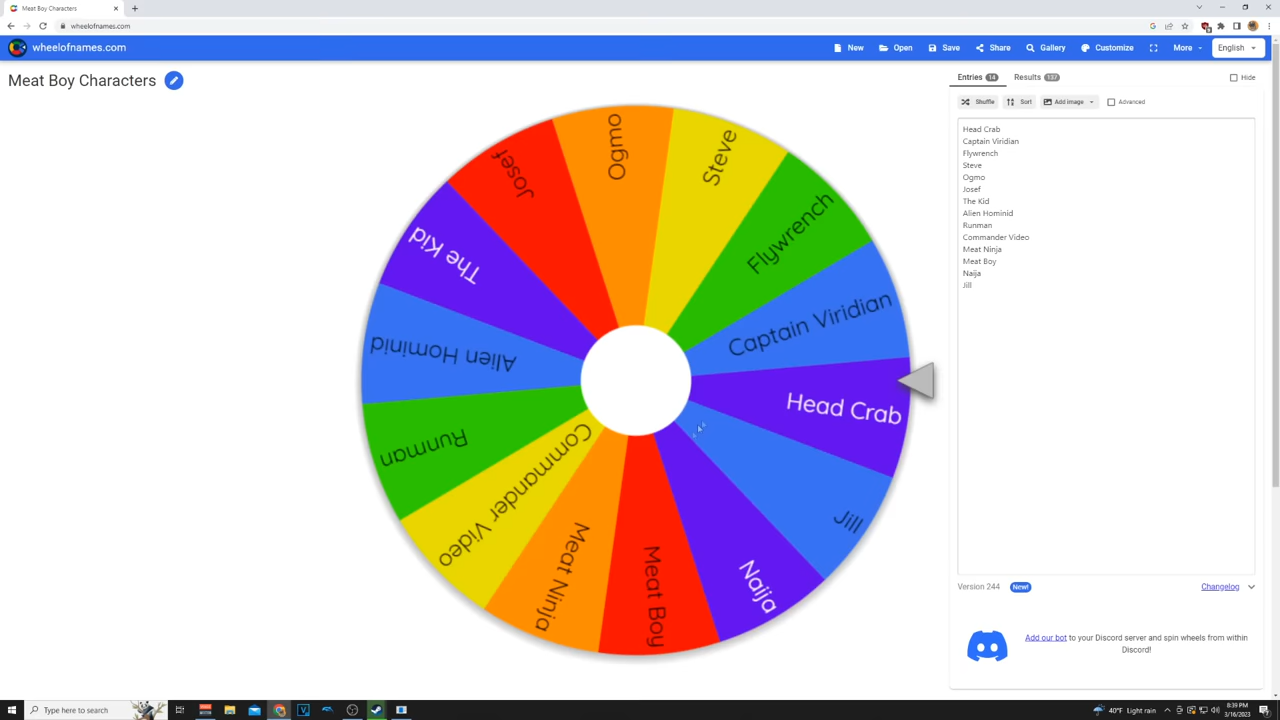 Meat Boy Characters
wheelofnames.com
wheelofnames.com
New
Open
Save
Share
Gallery
Customize
More
English
Meat Boy Characters
Entries 14
Results 137
Hide
Shuffle
Sort
Add image
Advanced
Head Crab
Captain Viridian
Flywrench
Steve
Ogmo
Josef
The Kid
Alien Hominid
Runman
Commander Video
Meat Ninja
Meat Boy
Naija
Jill
Ogmo
Steve
Flywrench
Captain Viridian
Head Crab
Jill
Naija
Meat Boy
Meat Ninja
Commander Video
Runman
Alien Hominid
The Kid
Josef
Version 244
New!
Changelog
Add our bot to your Discord server and spin wheels from within
Discord!
Type here to search
40°F Light rain
8:39 PM
3/16/2023